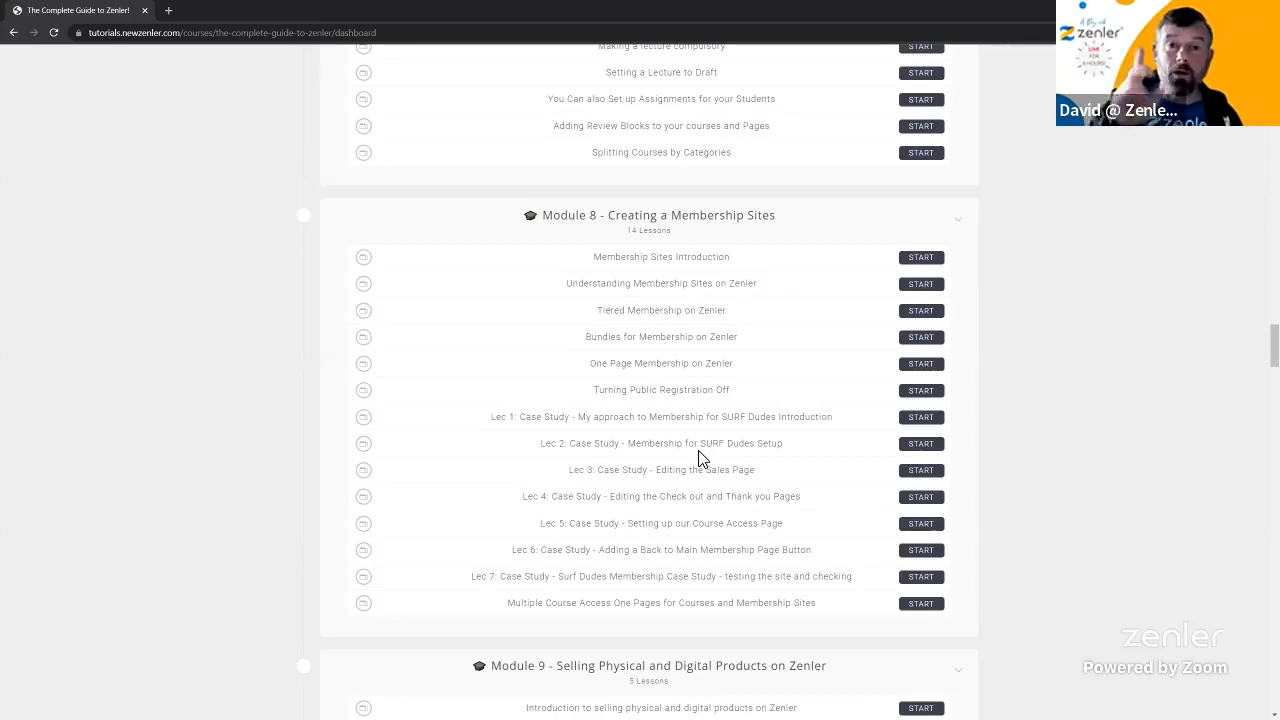 The Complete Guide to Zenler!
tutorials.newzenler.com/courses/the-complete-guide-to-zenler/dashboard
Making a lecture compulsory
START
Setting a Lecture to Draft
START
You can also Set up Assignments for your Students
START
Adding Review Blocks to your courses and pages
START
Splitting Courses by Categories
START
Module 8 - Creating a Membership Sites
14 Lessons
Membership Sites Introduction
START
Understanding Membership Sites on Zenler
START
Tiered Membership on Zenler
START
Bundles for Membership on Zenler
START
One Page Membership on Zenler
START
Turning Public Registration Off
START
Lec 1: Case Study - My approach to Membership for SURF Dudes Introduction
START
Lec 2: Case Study - Membership for SURF Dudes Setup
START
Lec 3: Case Study - Editing the Sales Page
START
Lec 4: Case Study - Editing the Check out and Thank you Pages
START
Lec 5: Case Study - Setting our Course Access Page
START
Lec 6: Case Study - Adding a Back to Main Membership Page Button
START
Lec 7: Case Study - Surf Dudes Membership Case Study - testing the site and checking
START
Multiple Course Access One Pages for Courses and Membership Sites
START
Module 9 - Selling Physical and Digital Products on Zenler
5 Lessons
Introduction to selling physical and digital products on Zenler
START
A Day with
zenler
LIVE
FOR
HOURS!
zenler
David @ Zenle...
zenler
Powered by Zoom